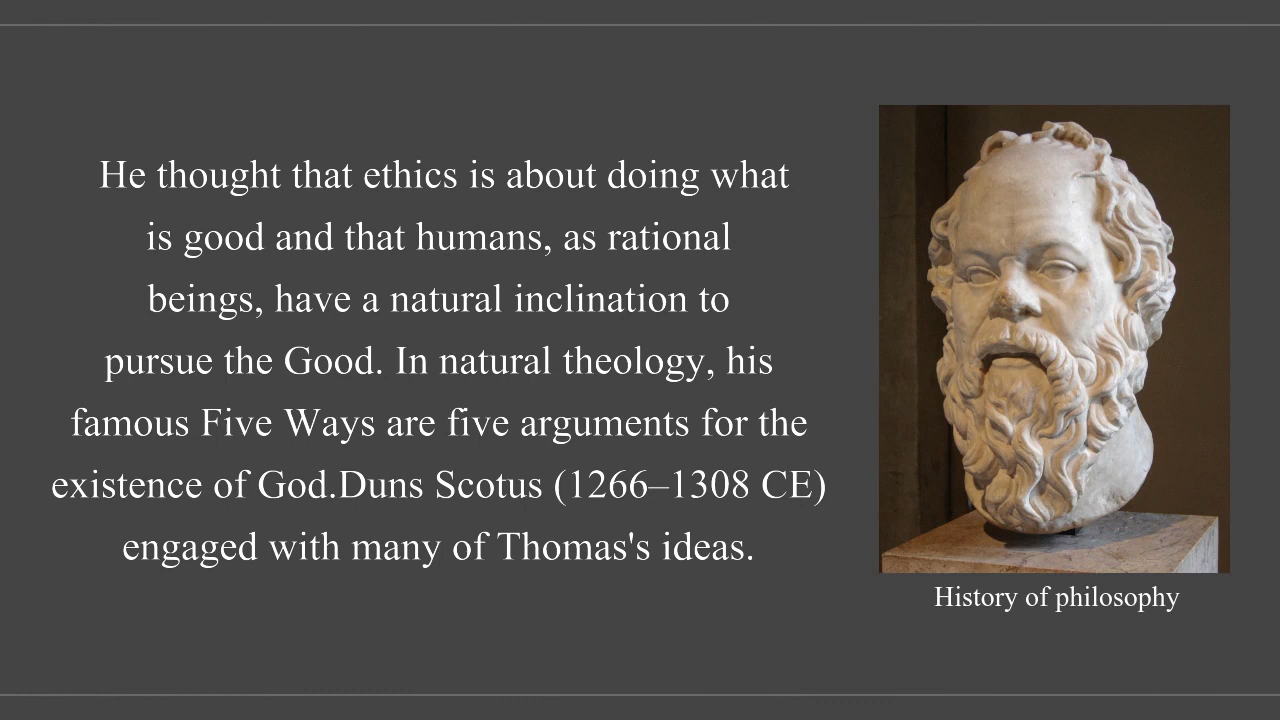 He thought that ethics is about doing what
is good and that humans, as rational
beings, have a natural inclination to
pursue the Good. In natural theology, his
famous Five Ways are five arguments for the
existence of God.Duns Scotus (1266–1308 CE)
engaged with many of Thomas's ideas.
History of philosophy